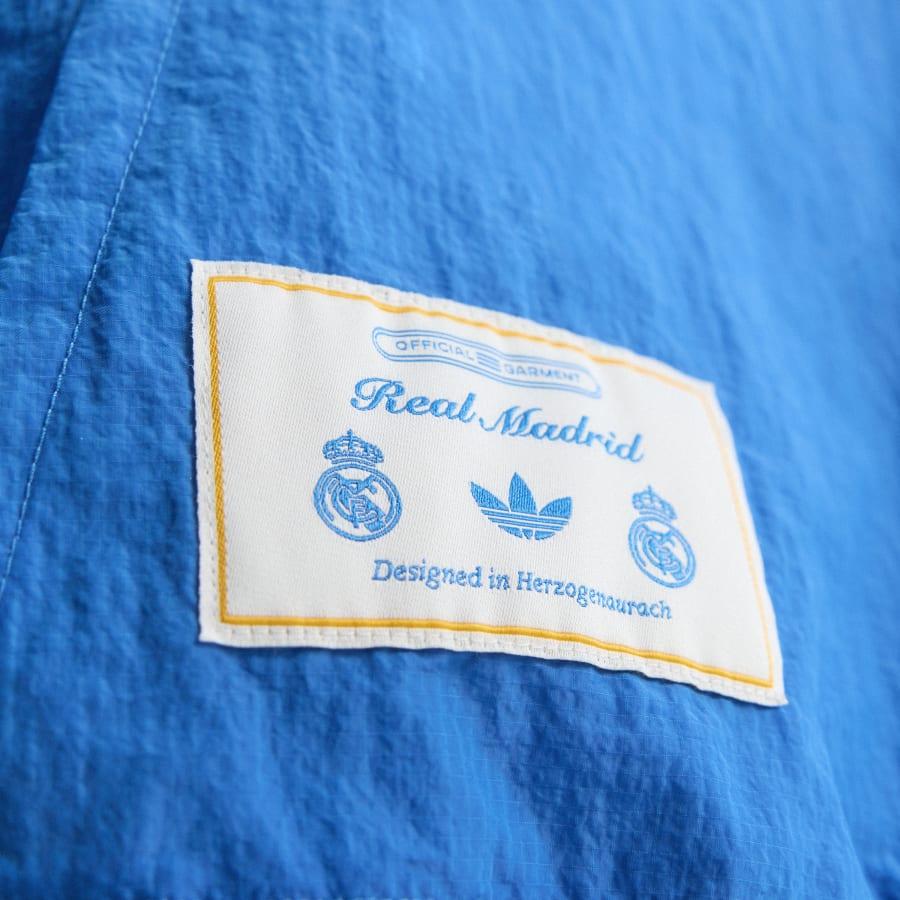 OFFICIAL GARMENT
Real Madrid
Designed in Herzogenaurach